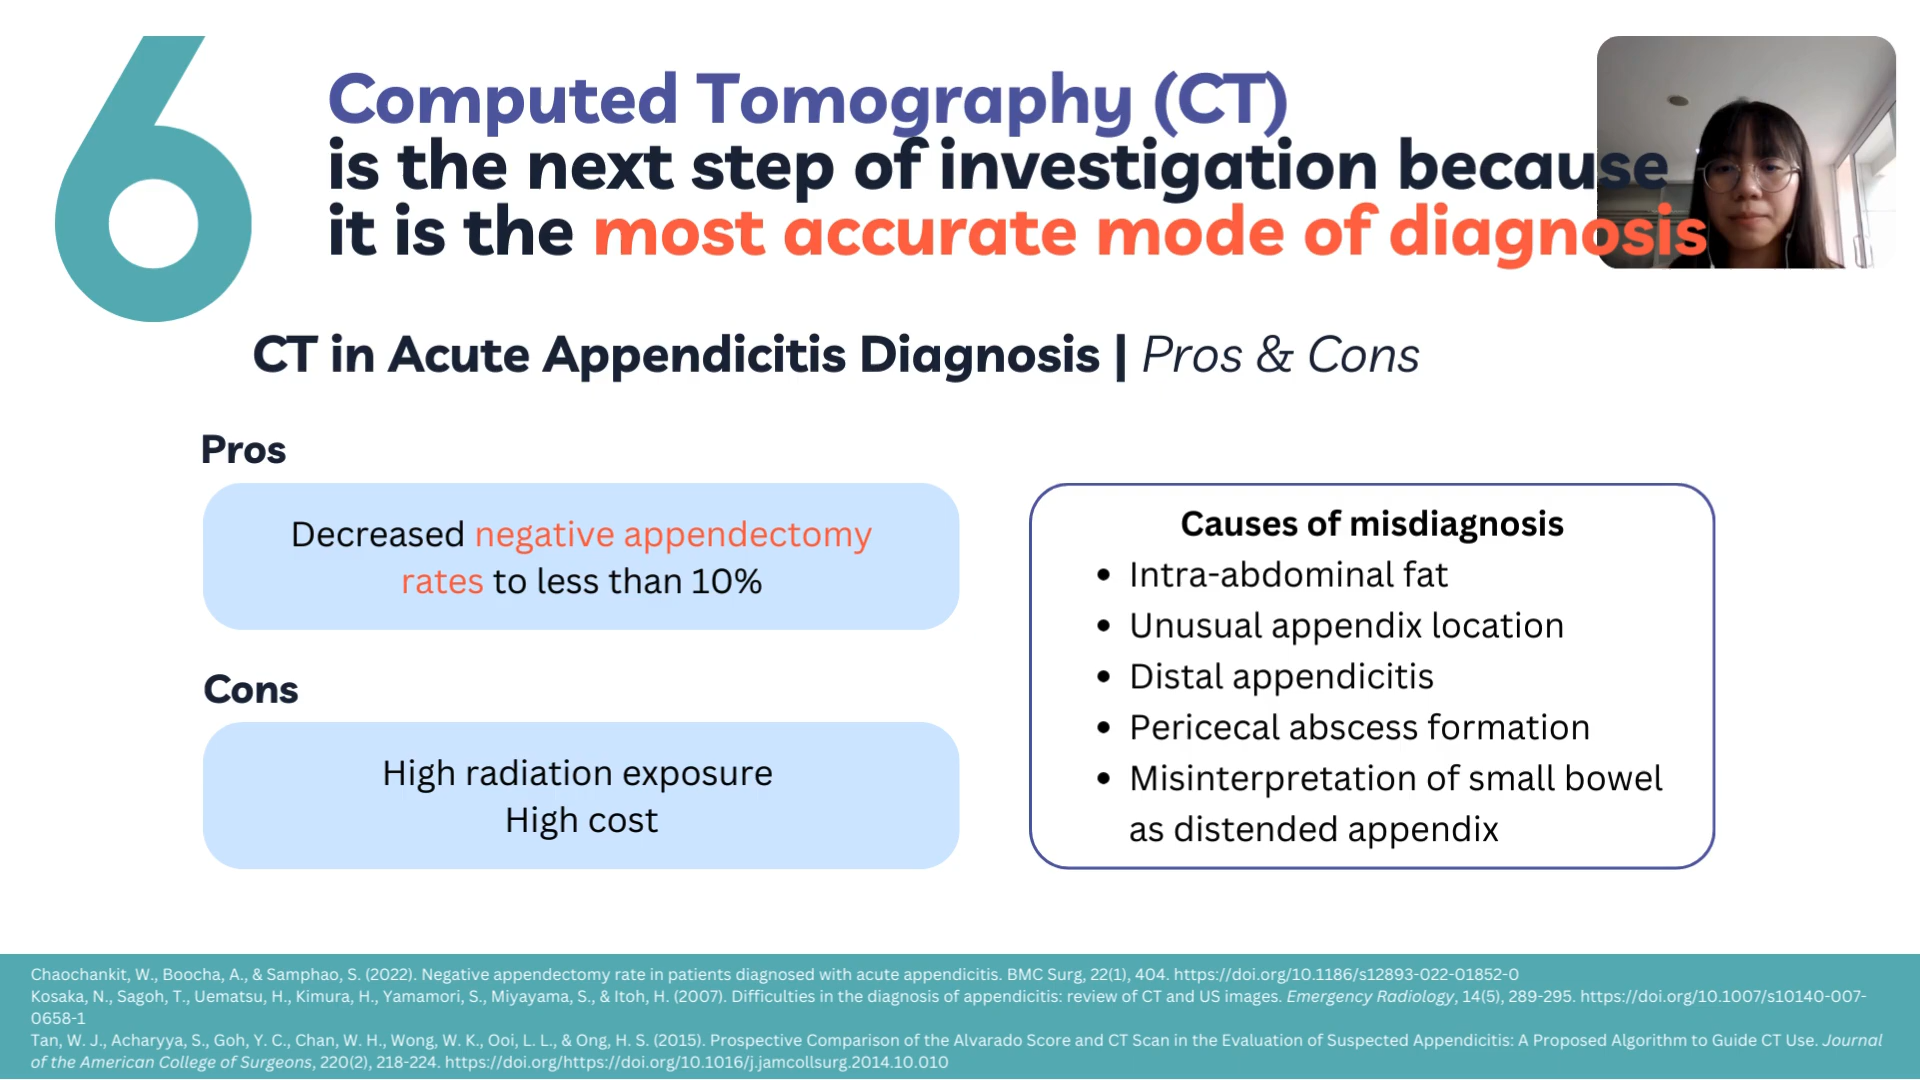 6
Computed Tomography (CT)
is the next step of investigation because
it is the most accurate mode of diagnosis
CT in Acute Appendicitis Diagnosis | Pros & Cons
Pros
Decreased negative appendectomy
rates to less than 10%
Cons
High radiation exposure
High cost
Causes of misdiagnosis
• Intra-abdominal fat
• Unusual appendix location
• Distal appendicitis
• Pericecal abscess formation
• Misinterpretation of small bowel
as distended appendix
Chaochankit, W., Boocha, A., & Samphao, S. (2022). Negative appendectomy rate in patients diagnosed with acute appendicitis. BMC Surg, 22(1), 404. https://doi.org/10.1186/s12893-022-01852-0
Kosaka, N., Sagoh, T., Uematsu, H., Kimura, H., Yamamori, S., Miyayama, S., & Itoh, H. (2007). Difficulties in the diagnosis of appendicitis: review of CT and US images. Emergency Radiology, 14(5), 289-295. https://doi.org/10.1007/s10140-007-
0658-1
Tan, W. J., Acharyya, S., Goh, Y. C., Chan, W. H., Wong, W. K., Ooi, L. L., & Ong, H. S. (2015). Prospective Comparison of the Alvarado Score and CT Scan in the Evaluation of Suspected Appendicitis: A Proposed Algorithm to Guide CT Use. Journal
of the American College of Surgeons, 220(2), 218-224. https://doi.org/https://doi.org/10.1016/j.jamcollsurg.2014.10.010